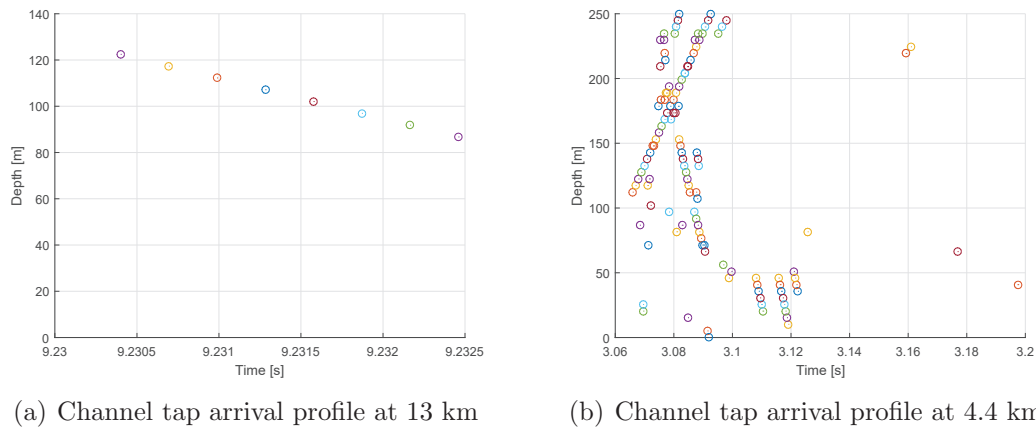 140
120
100
80
60
40
20
0
Depth [m]
9.23 9.2305 9.231 9.2315 9.232 9.2325
Time [s]
(a) Channel tap arrival profile at 13 km
250
200
150
100
50
0
Depth [m]
3.06 3.08 3.1 3.12 3.14 3.16 3.18 3.2
Time [s]
(b) Channel tap arrival profile at 4.4 km